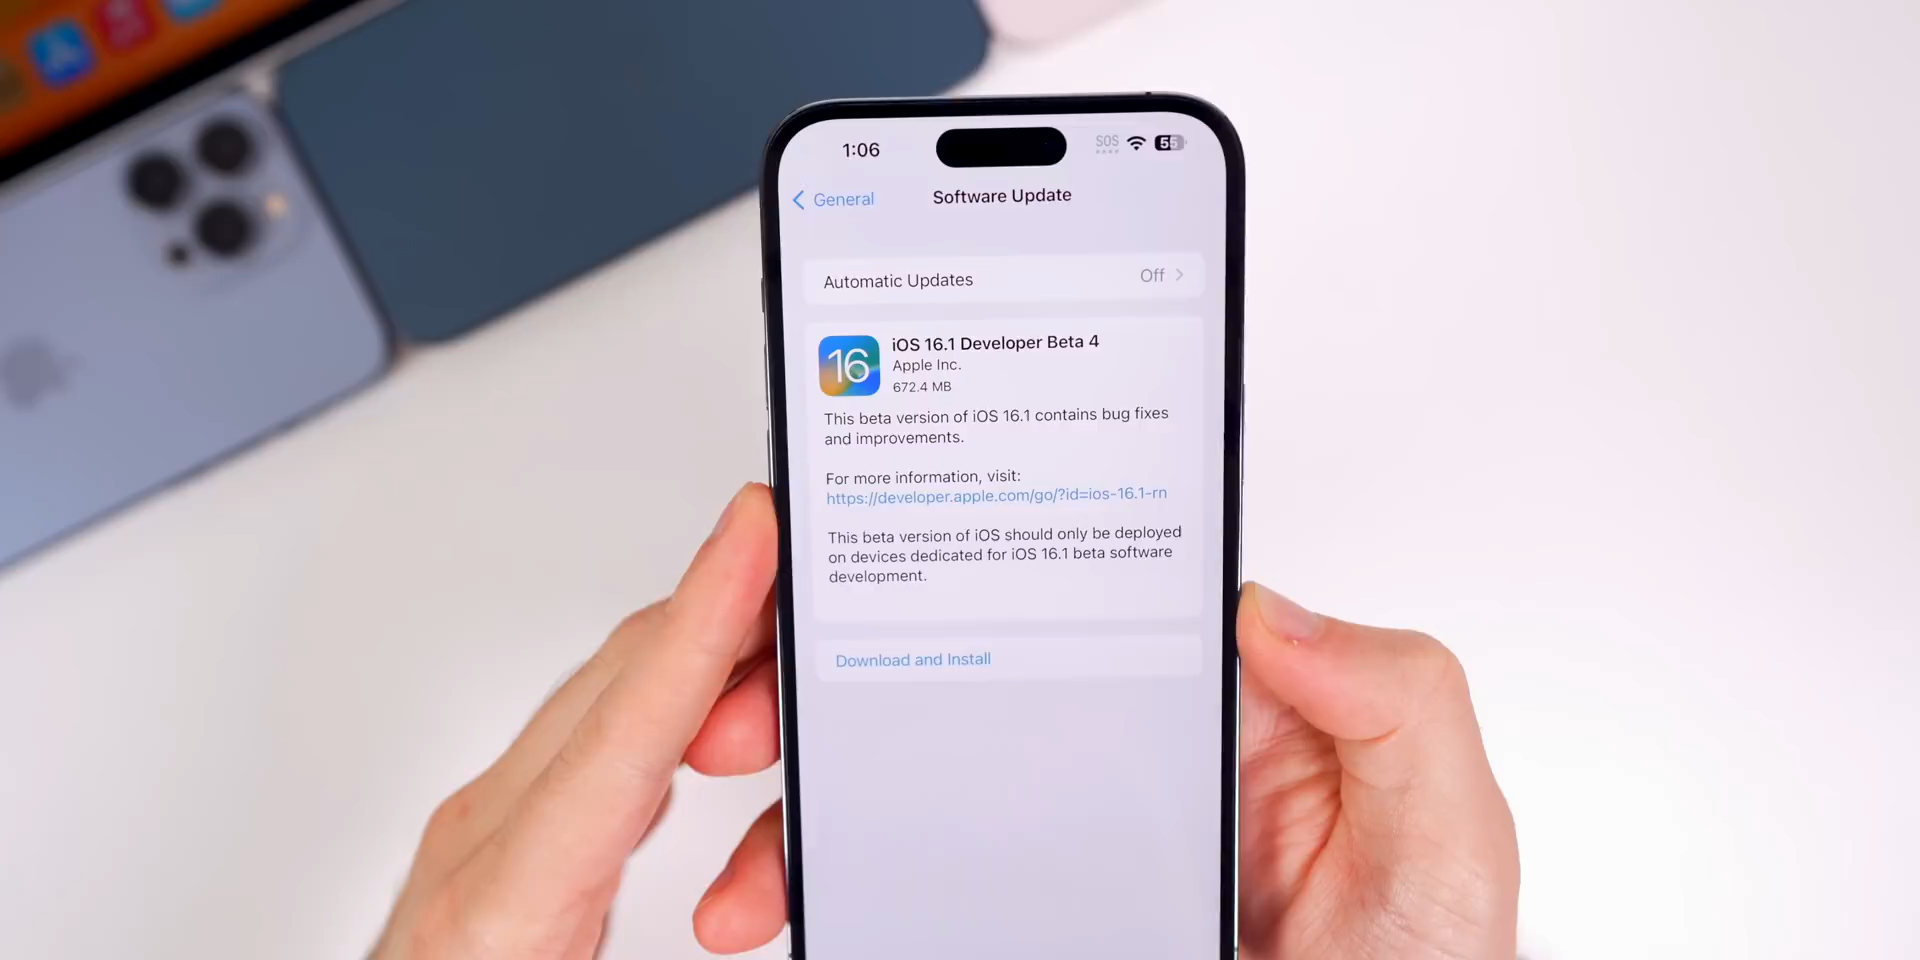 1:06
SOS
55
General
Software Update
Automatic Updates
Off
16
iOS 16.1 Developer Beta 4
Apple Inc.
672.4 MB
This beta version of iOS 16.1 contains bug fixes
and improvements.
For more information, visit:
https://developer.apple.com/go/?id=ios-16.1-rn
This beta version of iOS should only be deployed
on devices dedicated for iOS 16.1 beta software
development.
Download and Install